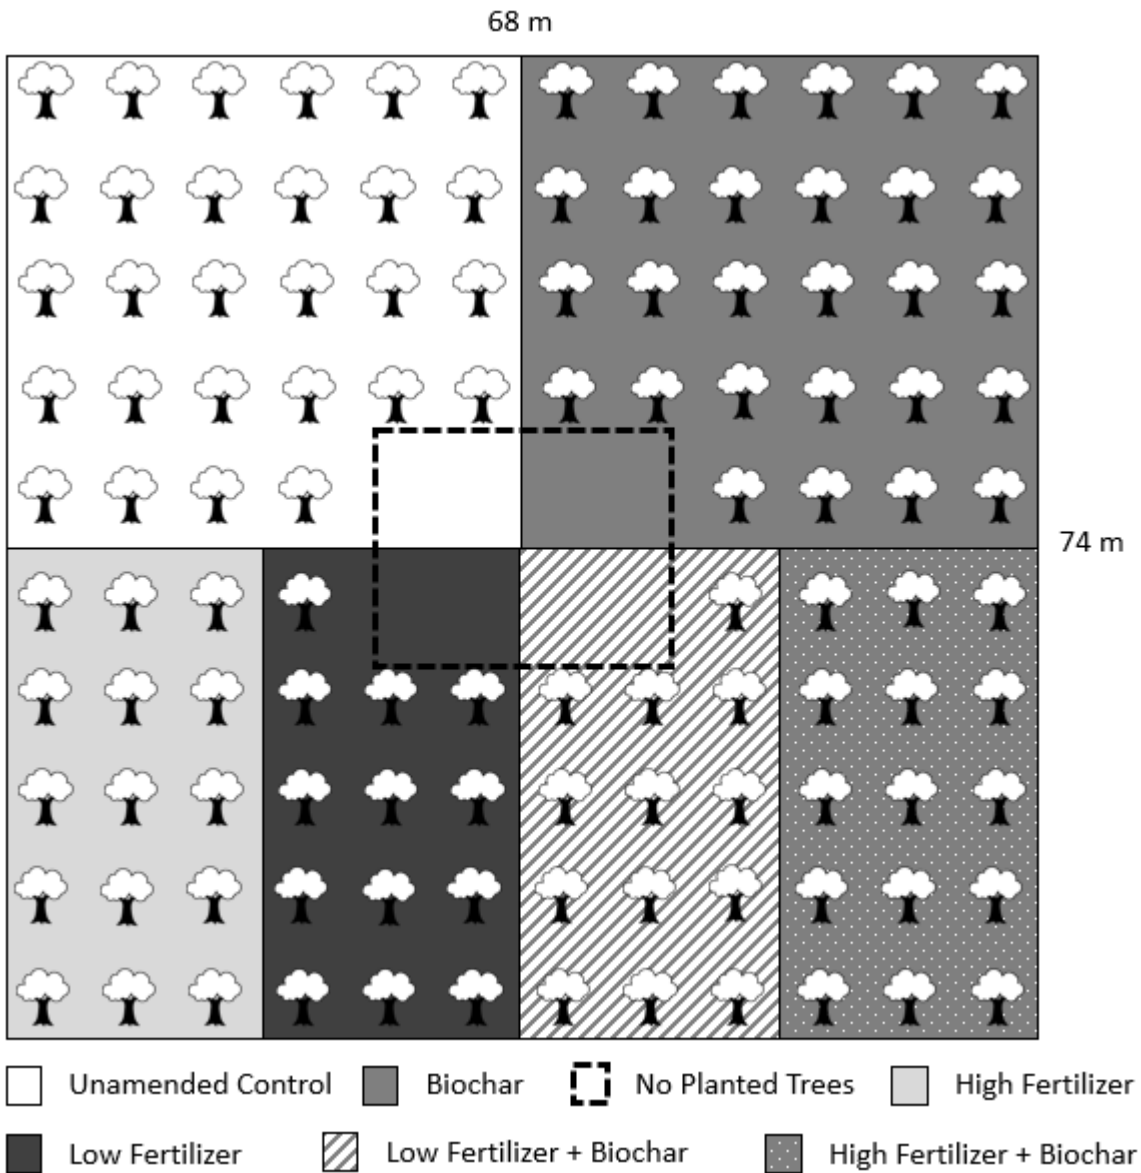 68 m
74 m
Unamended Control Biochar No Planted Trees High Fertilizer
Low Fertilizer Low Fertilizer + Biochar High Fertilizer + Biochar